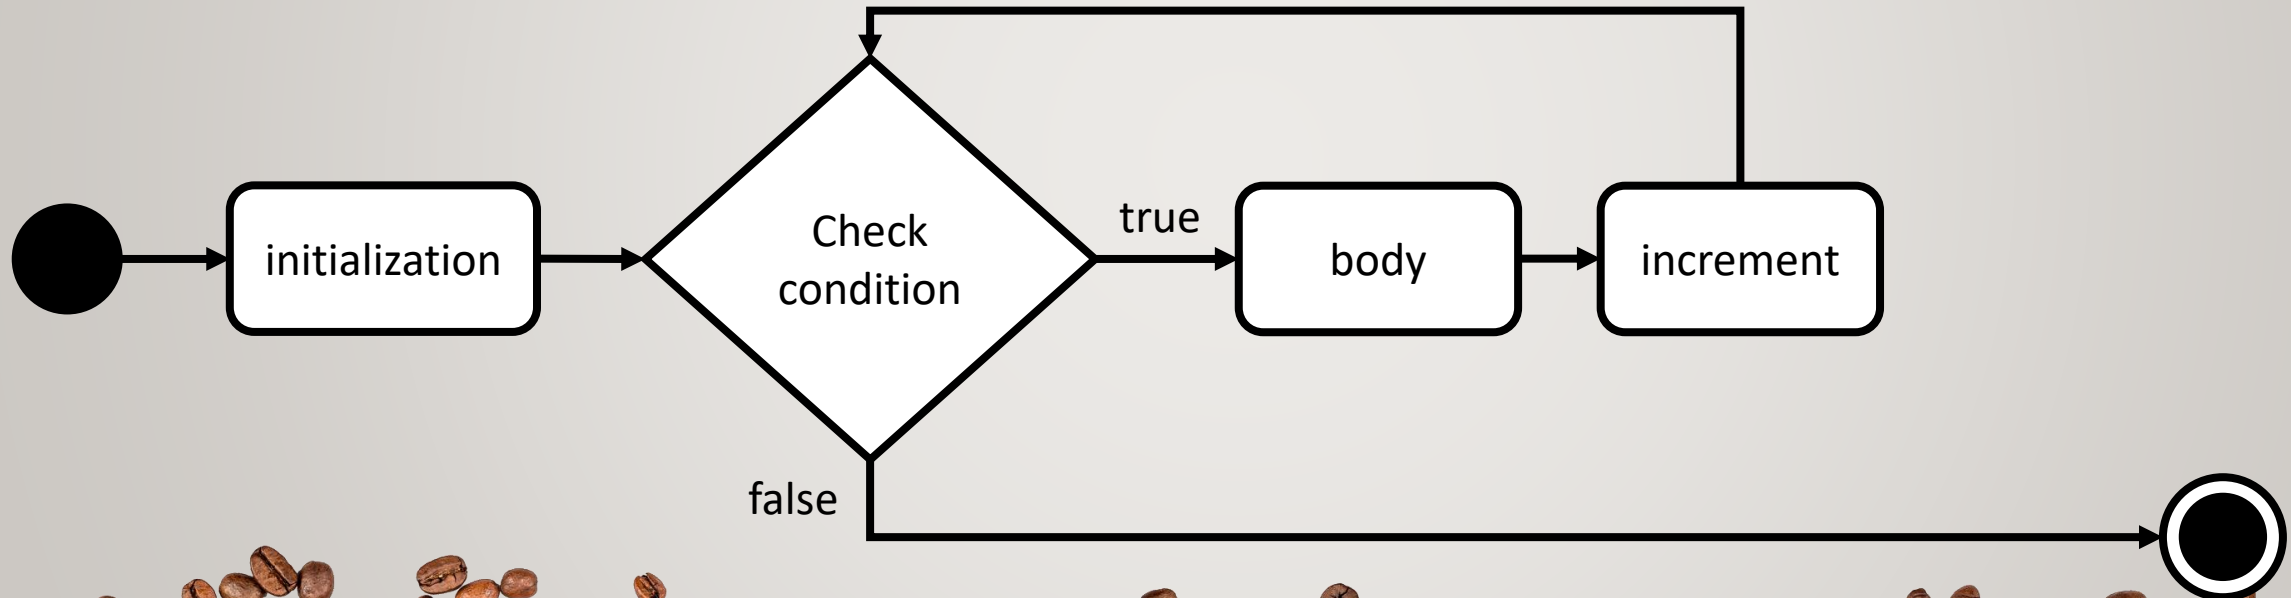 initialization
Check
condition
true
body
increment
false